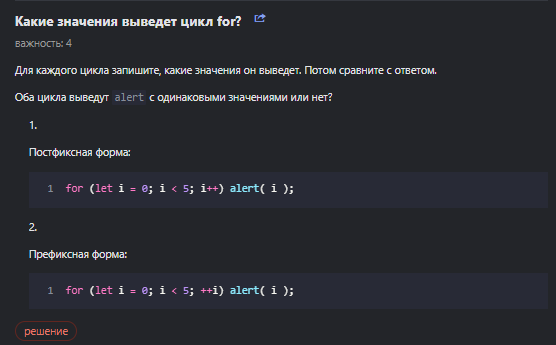 Какие значения выведет цикл for?
важность: 4
Для каждого цикла запишите, какие значения он выведет. Потом сравните с ответом.
Оба цикла выведут alert с одинаковыми значениями или нет?
1.
Постфиксная форма:
1 for (let i = 0; i < 5; i++) alert( i );
2.
Префиксная форма:
1 for (let i = 0; i < 5; ++i) alert( i );
решение